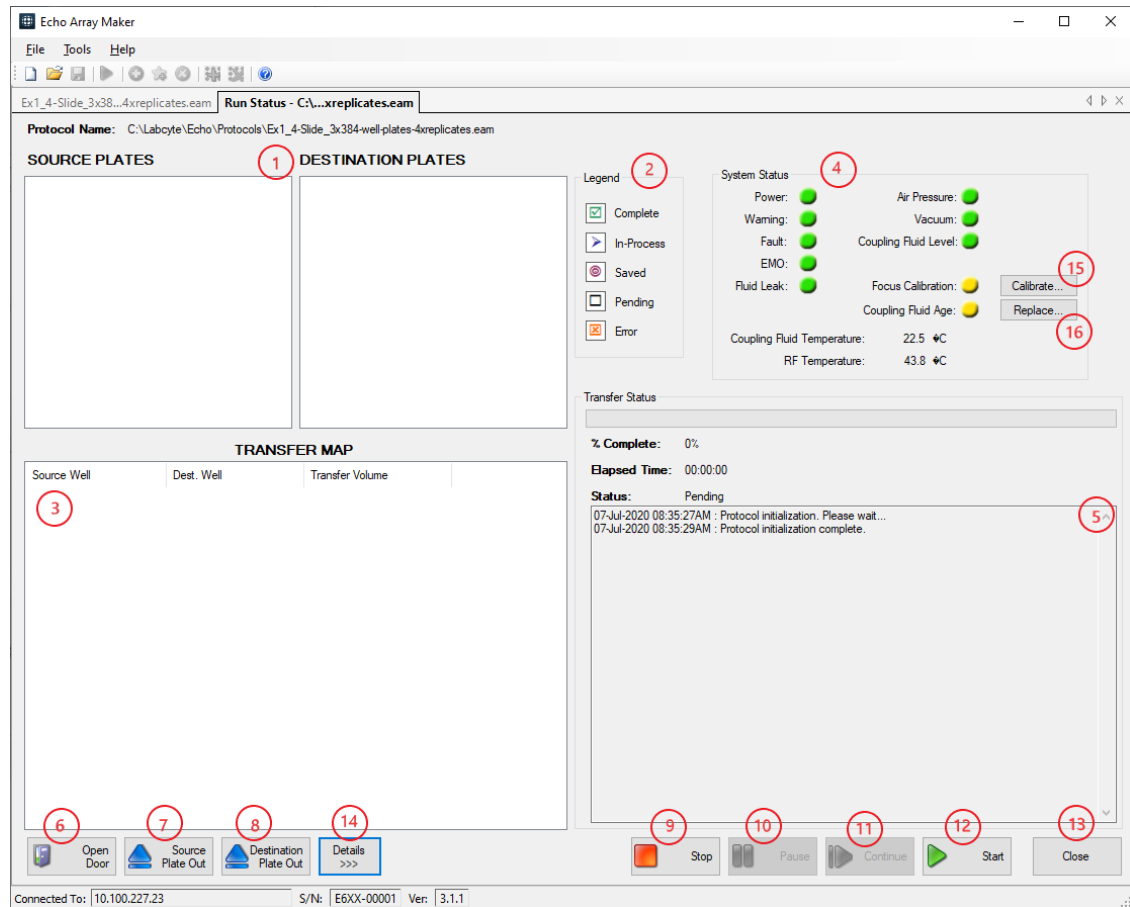 Echo Array Maker
File Tools Help
Ex1_4-Slide_3x38...4xreplicates.eam Run Status - C:\...xreplicates.eam
Protocol Name: C:\Labcyte\Echo\Protocols\Ex1_4-Slide_3x384-well-plates-4xreplicates.eam
SOURCE PLATES 1 DESTINATION PLATES
Legend 2
Complete
In-Process
Saved
Pending
Error
System Status 4
Power: Air Pressure:
Warning: Vacuum:
Fault: Coupling Fluid Level:
EMO:
Fluid Leak: Focus Calibration: Calibrate... 15
Coupling Fluid Age: Replace... 16
Coupling Fluid Temperature: 22.5 �C
RF Temperature: 43.8 �C
TRANSFER MAP
Source Well Dest. Well Transfer Volume
3
Transfer Status
% Complete: 0%
Elapsed Time: 00:00:00
Status: Pending
07-Jul-2020 08:35:27AM : Protocol initialization. Please wait... 5
07-Jul-2020 08:35:29AM : Protocol initialization complete.
6 7 8 14 9 10 11 12 13
Open Door
Source Plate Out
Destination Plate Out
Details >>>
Stop
Pause
Continue
Start
Close
Connected To: 10.100.227.23 S/N: E6XX-00001 Ver: 3.1.1